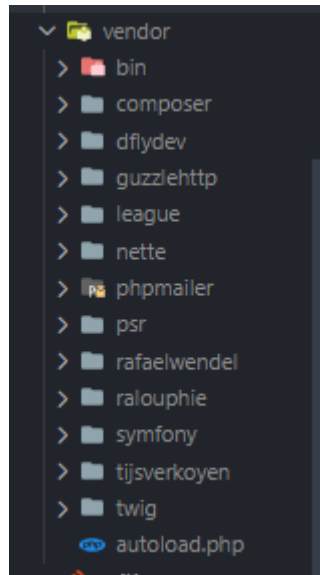 vendor
bin
composer
dflydev
guzzlehttp
league
nette
phpmailer
psr
rafaelwendel
ralouphie
symfony
tijsverkoyen
twig
autoload.php